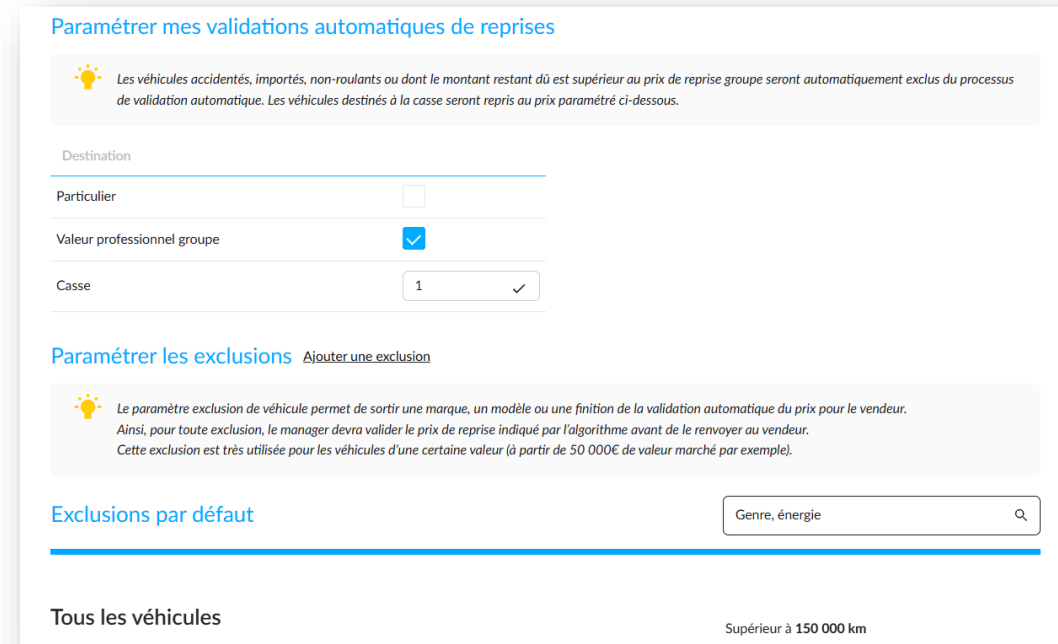 Paramétrer mes validations automatiques de reprises
Les véhicules accidentés, importés, non-roulants ou dont le montant restant dû est supérieur au prix de reprise groupe seront automatiquement exclus du processus
de validation automatique. Les véhicules destinés à la casse seront repris au prix paramétré ci-dessous.
Destination
Particulier
Valeur professionnel groupe
Casse 1
Paramétrer les exclusions Ajouter une exclusion
Le paramètre exclusion de véhicule permet de sortir une marque, un modèle ou une finition de la validation automatique du prix pour le vendeur.
Ainsi, pour toute exclusion, le manager devra valider le prix de reprise indiqué par l'algorithme avant de le renvoyer au vendeur.
Cette exclusion est très utilisée pour les véhicules d'une certaine valeur (à partir de 50 000€ de valeur marché par exemple).
Exclusions par défaut Genre, énergie
Tous les véhicules Supérieur à 150 000 km